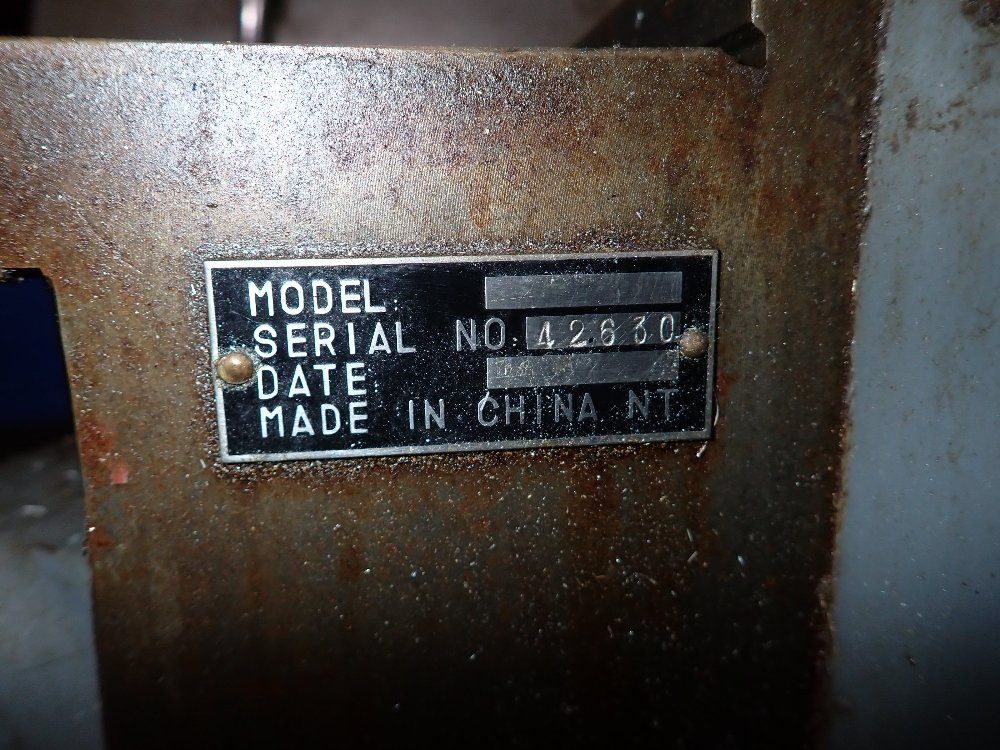 MODEL.
SERIAL NO. 42630
DATE
MADE IN CHINA NT